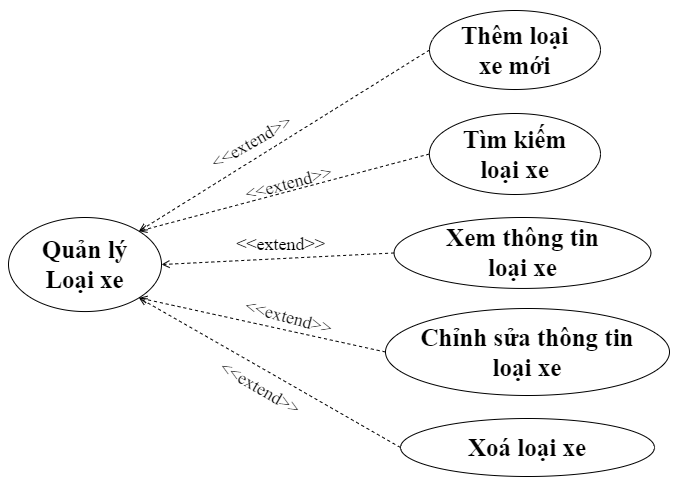 Thêm loại
xe mới
<<extend>>
Tìm kiếm
loại xe
<<extend>>
Quản lý
Loại xe
<<extend>>
Xem thông tin
loại xe
<<extend>>
Chỉnh sửa thông tin
loại xe
<<extend>>
Xoá loại xe